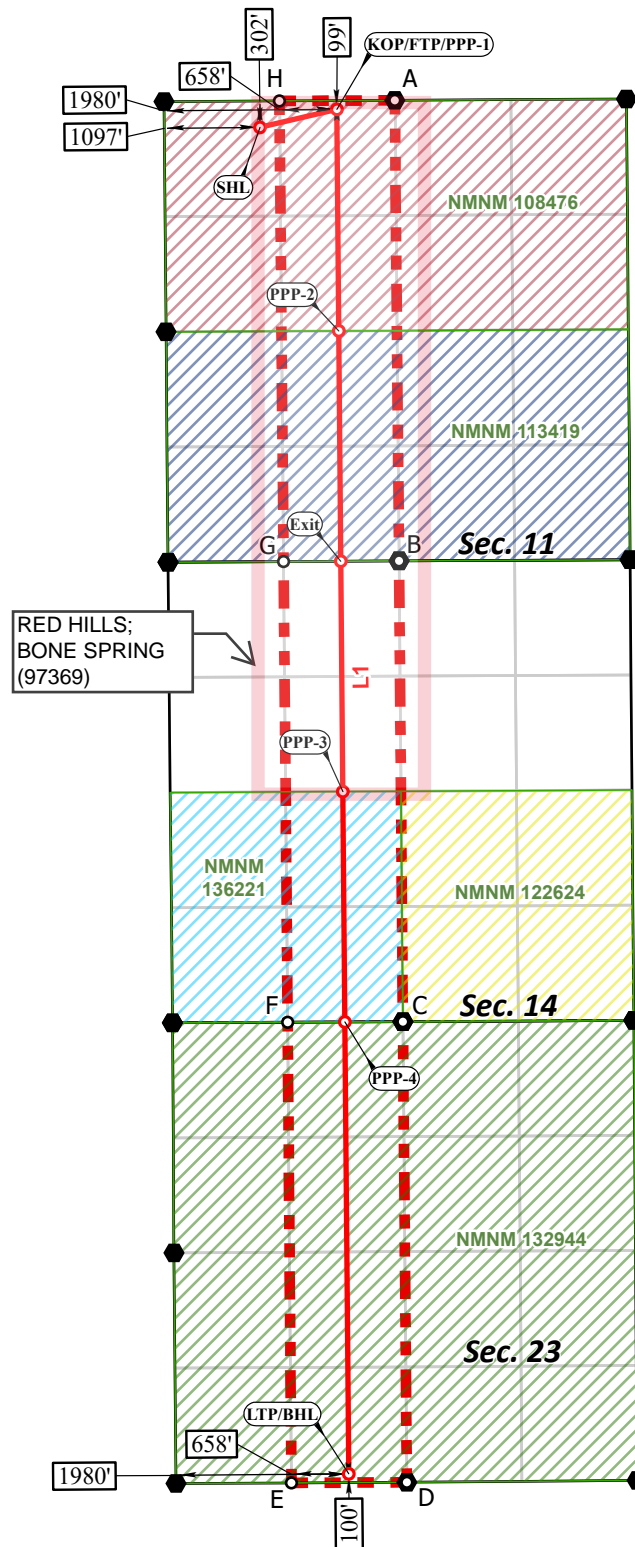 302'
99'
KOP/FTP/PPP-1
658'
H
A
1980'
1097'
SHL
NMNM 108476
PPP-2
NMNM 113419
Exit
G
B
Sec. 11
RED HILLS;
BONE SPRING
(97369)
L1
PPP-3
NMNM
136221
NMNM 122624
F
C
Sec. 14
PPP-4
NMNM 132944
Sec. 23
LTP/BHL
658'
1980'
E
D
100'